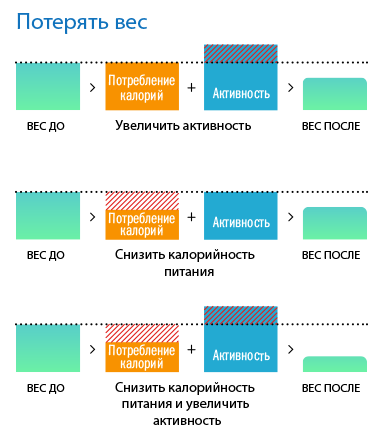 Потерять вес
Потребление
калорий
+
Активность
ВЕС ДО
Увеличить активность
ВЕС ПОСЛЕ
Потребление
калорий
+
Активность
ВЕС ДО
Снизить калорийность
питания
ВЕС ПОСЛЕ
Потребление
калорий
+
Активность
ВЕС ДО
Снизить калорийность
питания и увеличить
активность
ВЕС ПОСЛЕ